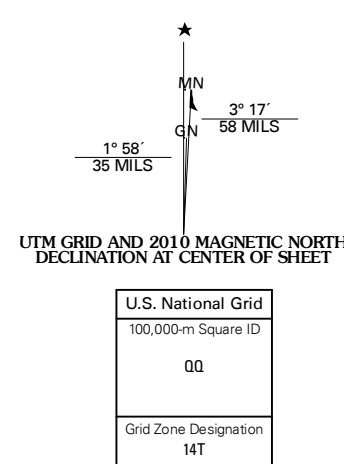 ★
MN
3° 17´
58 MILS
GN
1° 58´
35 MILS
UTM GRID AND 2010 MAGNETIC NORTH
DECLINATION AT CENTER OF SHEET
U.S. National Grid
100,000-m Square ID
QQ
Grid Zone Designation
14T